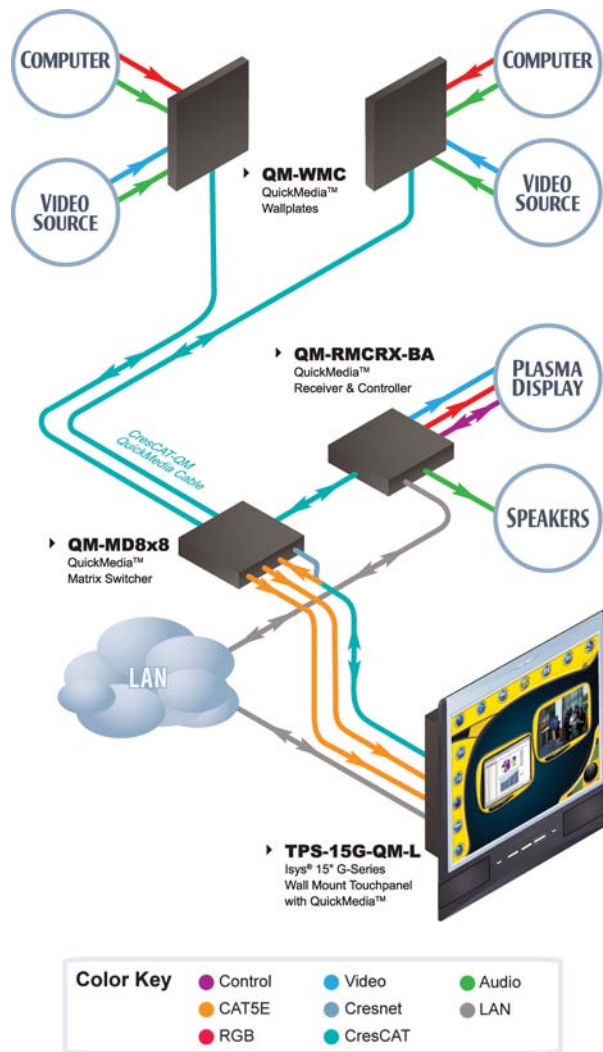 COMPUTER
COMPUTER
VIDEO
SOURCE
QM-WMC
QuickMedia™
Wallplates
VIDEO
SOURCE
QM-RMCRX-BA
QuickMedia™
Receiver & Controller
PLASMA
DISPLAY
CresCAT-QM
QuickMedia Cable
SPEAKERS
QM-MD8x8
QuickMedia™
Matrix Switcher
LAN
TPS-15G-QM-L
Isys® 15" G-Series
Wall Mount Touchpanel
with QuickMedia™
Color Key
Control
Video
Audio
CAT5E
Cresnet
LAN
RGB
CresCAT